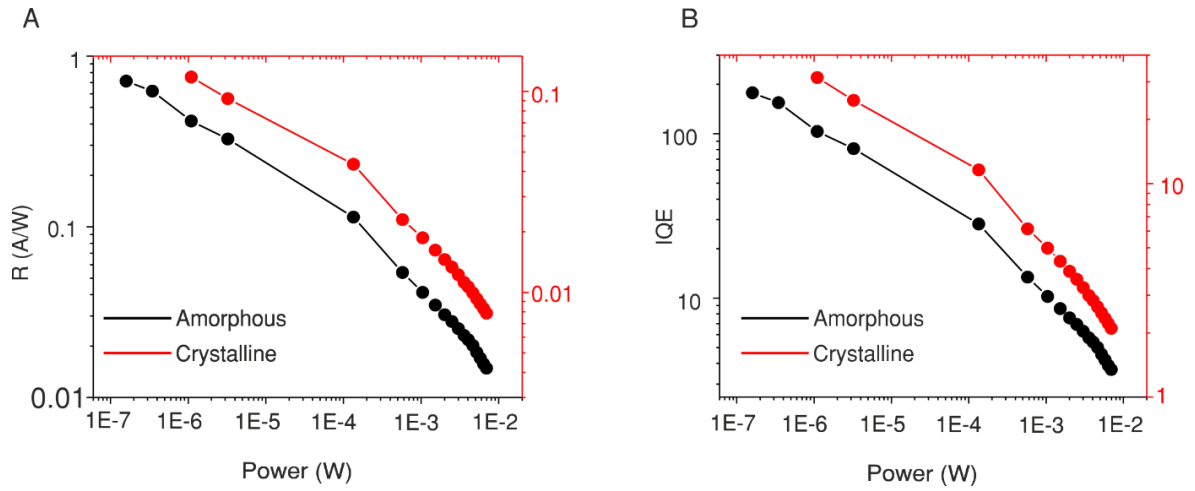 A
R (A/W)
1
0.1
0.01
0.1
0.01
Amorphous
Crystalline
1E-7 1E-6 1E-5 1E-4 1E-3 1E-2
Power (W)
B
IQE
100
10
10
1
Amorphous
Crystalline
1E-7 1E-6 1E-5 1E-4 1E-3 1E-2
Power (W)